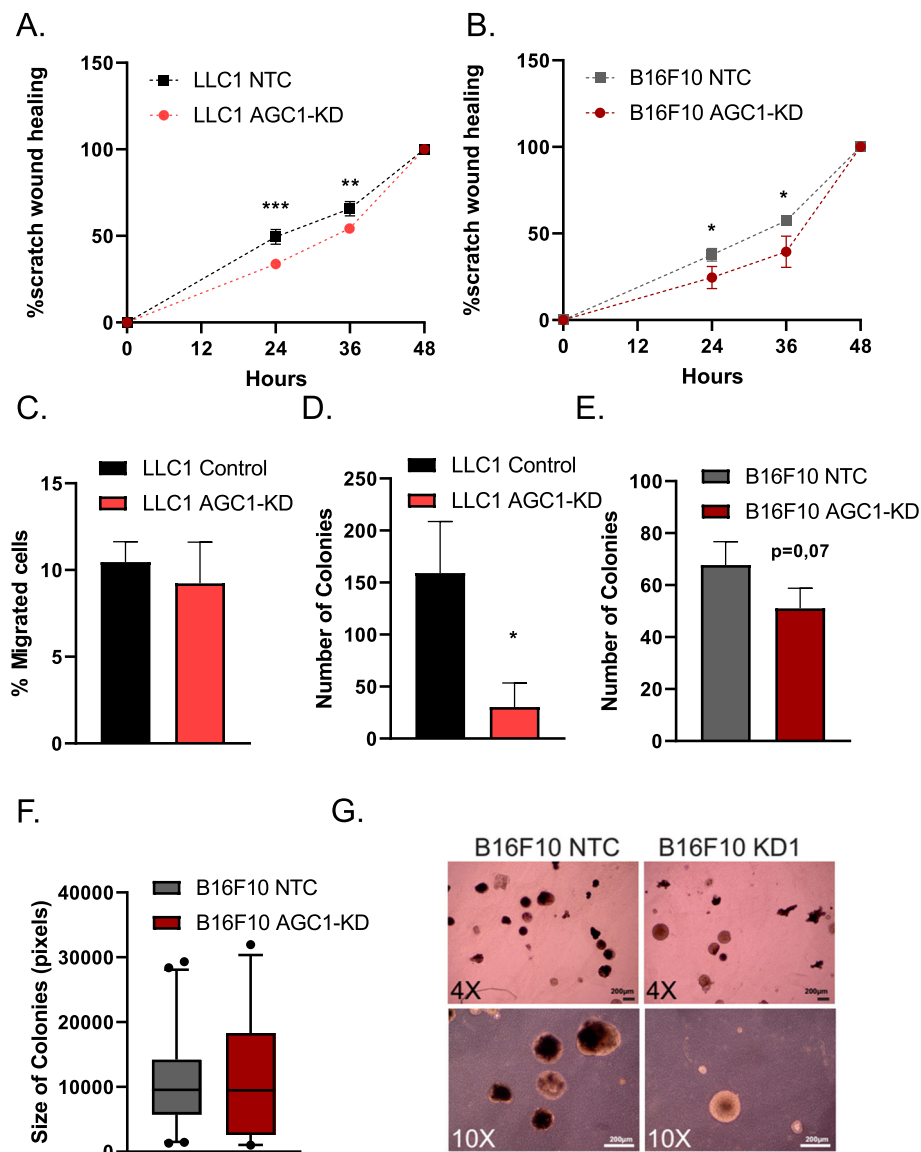 A.
%scratch wound healing
150
100
50
0
LLC1 NTC
LLC1 AGC1-KD
***
**
0 12 24 36 48
Hours
B.
%scratch wound healing
150
100
50
0
B16F10 NTC
B16F10 AGC1-KD
*
*
0 12 24 36 48
Hours
C.
% Migrated cells
15
10
5
0
LLC1 Control
LLC1 AGC1-KD
D.
Number of Colonies
250
200
150
100
50
0
LLC1 Control
LLC1 AGC1-KD
*
E.
Number of Colonies
100
80
60
40
20
0
B16F10 NTC
B16F10 AGC1-KD
p=0,07
F.
Size of Colonies (pixels)
40000
30000
20000
10000
0
B16F10 NTC
B16F10 AGC1-KD
G.
B16F10 NTC
B16F10 KD1
4X
200µm
4X
200µm
10X
200µm
10X
200µm